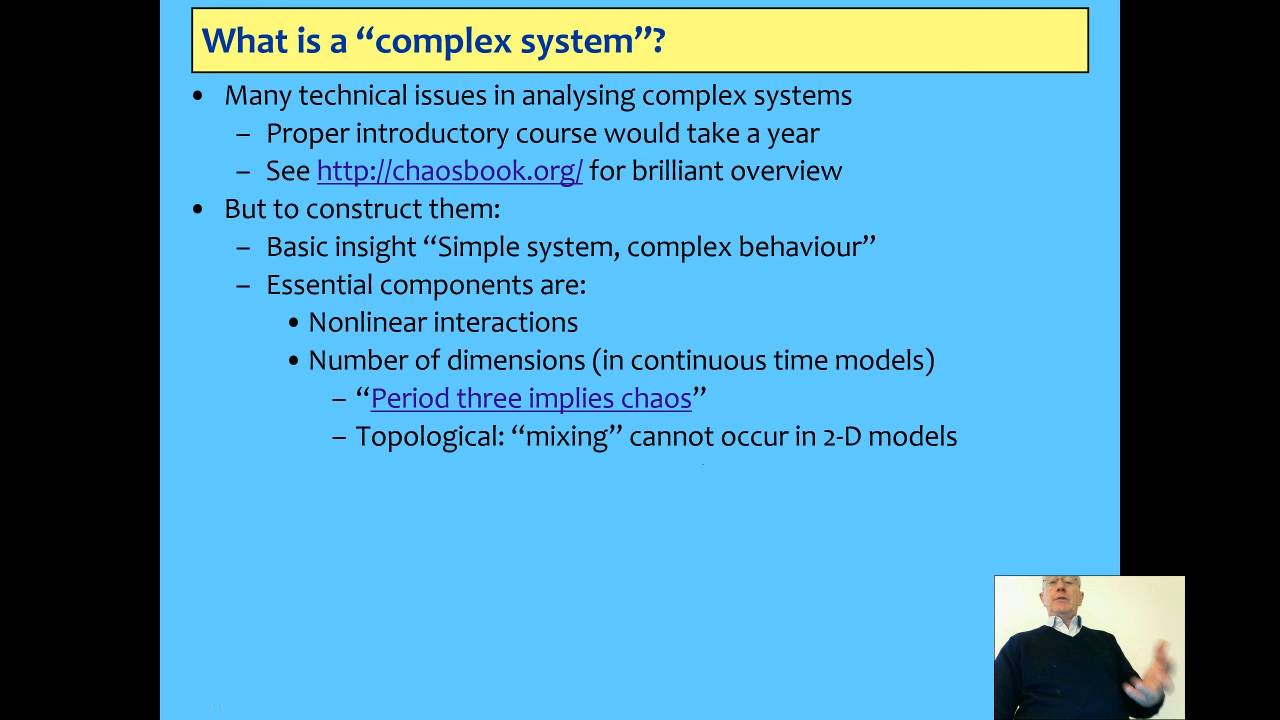 What is a “complex system”?
• Many technical issues in analysing complex systems
– Proper introductory course would take a year
– See http://chaosbook.org/ for brilliant overview
• But to construct them:
– Basic insight “Simple system, complex behaviour”
– Essential components are:
• Nonlinear interactions
• Number of dimensions (in continuous time models)
– “Period three implies chaos”
– Topological: “mixing” cannot occur in 2-D models